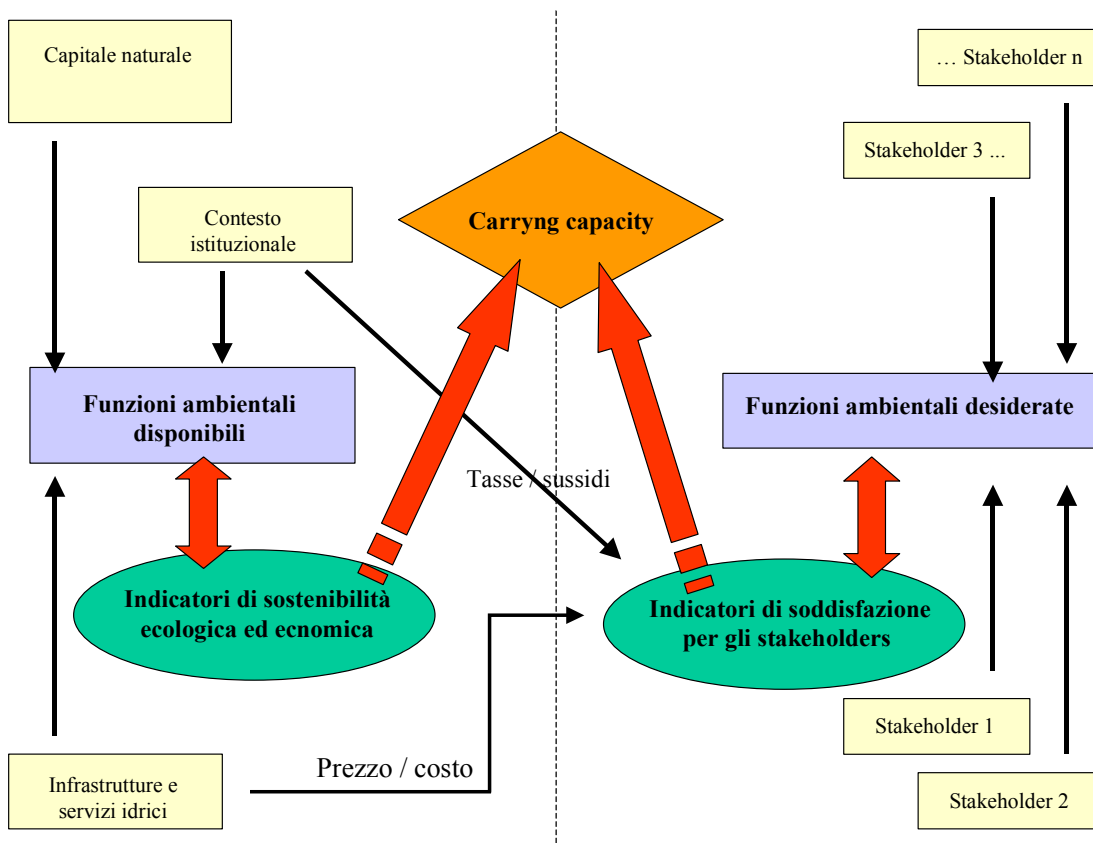 Capitale naturale
… Stakeholder n
Stakeholder 3 ...
Contesto
istituzionale
Carryng capacity
Funzioni ambientali
disponibili
Funzioni ambientali desiderate
Tasse / sussidi
Indicatori di sostenibilità
ecologica ed ecnomica
Indicatori di soddisfazione
per gli stakeholders
Stakeholder 1
Prezzo / costo
Infrastrutture e
servizi idrici
Stakeholder 2